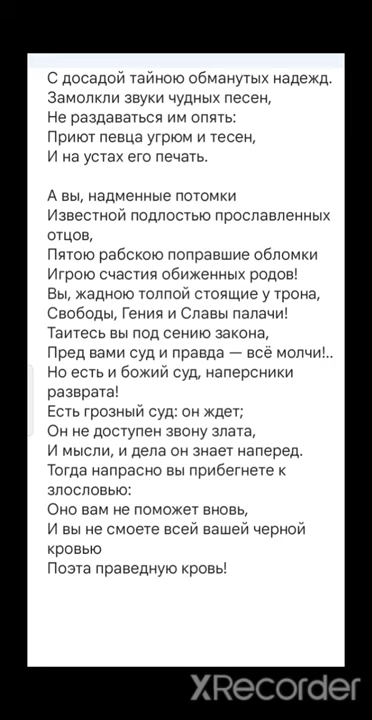 С досадой тайною обманутых надежд.
Замолкли звуки чудных песен,
Не раздаваться им опять:
Приют певца угрюм и тесен,
И на устах его печать.
А вы, надменные потомки
Известной подлостью прославленных
отцов,
Пятою рабскою поправшие обломки
Игрою счастия обиженных родов!
Вы, жадною толпой стоящие у трона,
Свободы, Гения и Славы палачи!
Таитесь вы под сению закона,
Пред вами суд и правда — всё молчи!..
Но есть и божий суд, наперсники
разврата!
Есть грозный суд: он ждет;
Он не доступен звону злата,
И мысли, и дела он знает наперед.
Тогда напрасно вы прибегнете к
злословью:
Оно вам не поможет вновь,
И вы не смоете всей вашей черной
кровью
Поэта праведную кровь!
XRecorder